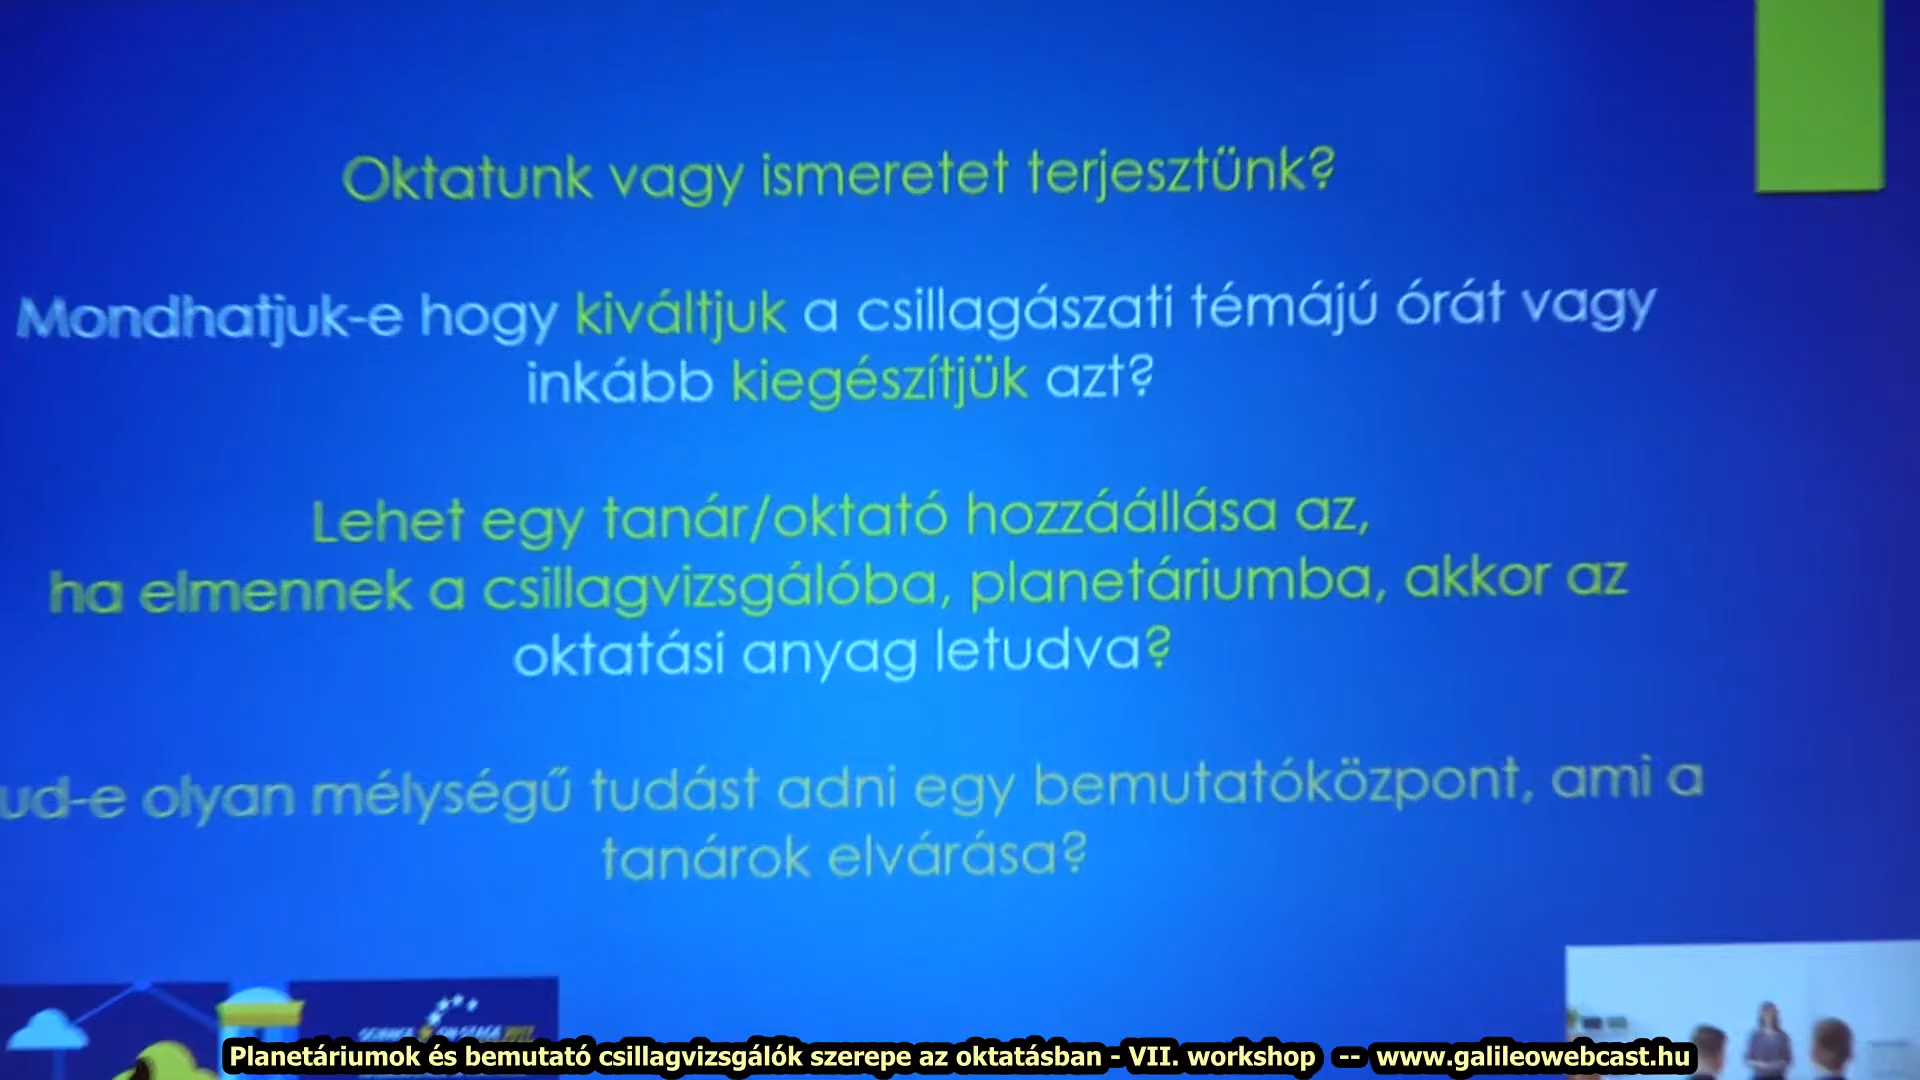 Oktatunk vagy ismeretet terjesztünk?
Mondhatjuk-e hogy kiváltjuk a csillagászati témájú órát vagy
inkább kiegészítjük azt?
Lehet egy tanár/oktató hozzáállása az,
ha elmennek a csillagvizsgálóba, planetáriumba, akkor az
oktatási anyag letudva?
ud-e olyan mélységű tudást adni egy bemutatóközpont, ami a
tanárok elvárása?
Planetáriumok és bemutató csillagvizsgálók szerepe az oktatásban - VII. workshop -- www.galileowebcast.hu